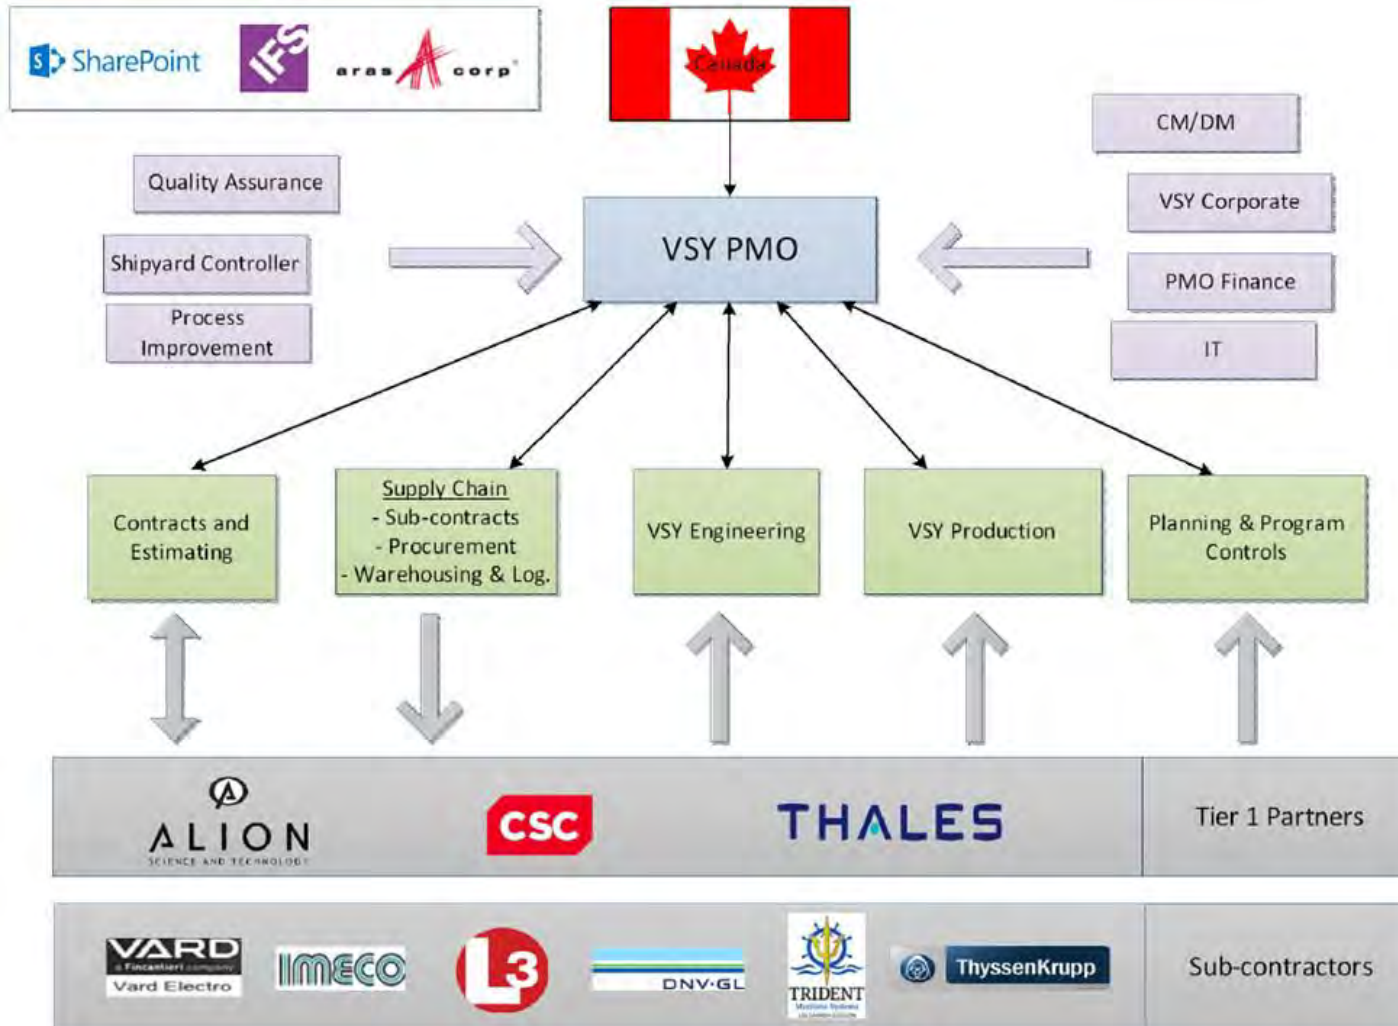 SharePoint
IFS
aras corp
Canada
CM/DM
Quality Assurance
VSY Corporate
VSY PMO
Shipyard Controller
PMO Finance
Process
Improvement
IT
Contracts and
Estimating
Supply Chain
- Sub-contracts
- Procurement
- Warehousing & Log.
VSY Engineering
VSY Production
Planning & Program
Controls
ALION
SCIENCE AND TECHNOLOGY
CSC
THALES
Tier 1 Partners
VARD
a Fincantieri company
Vard Electro
IMECO
L3
DNV·GL
TRIDENT
Maritime Systems
ThyssenKrupp
Sub-contractors